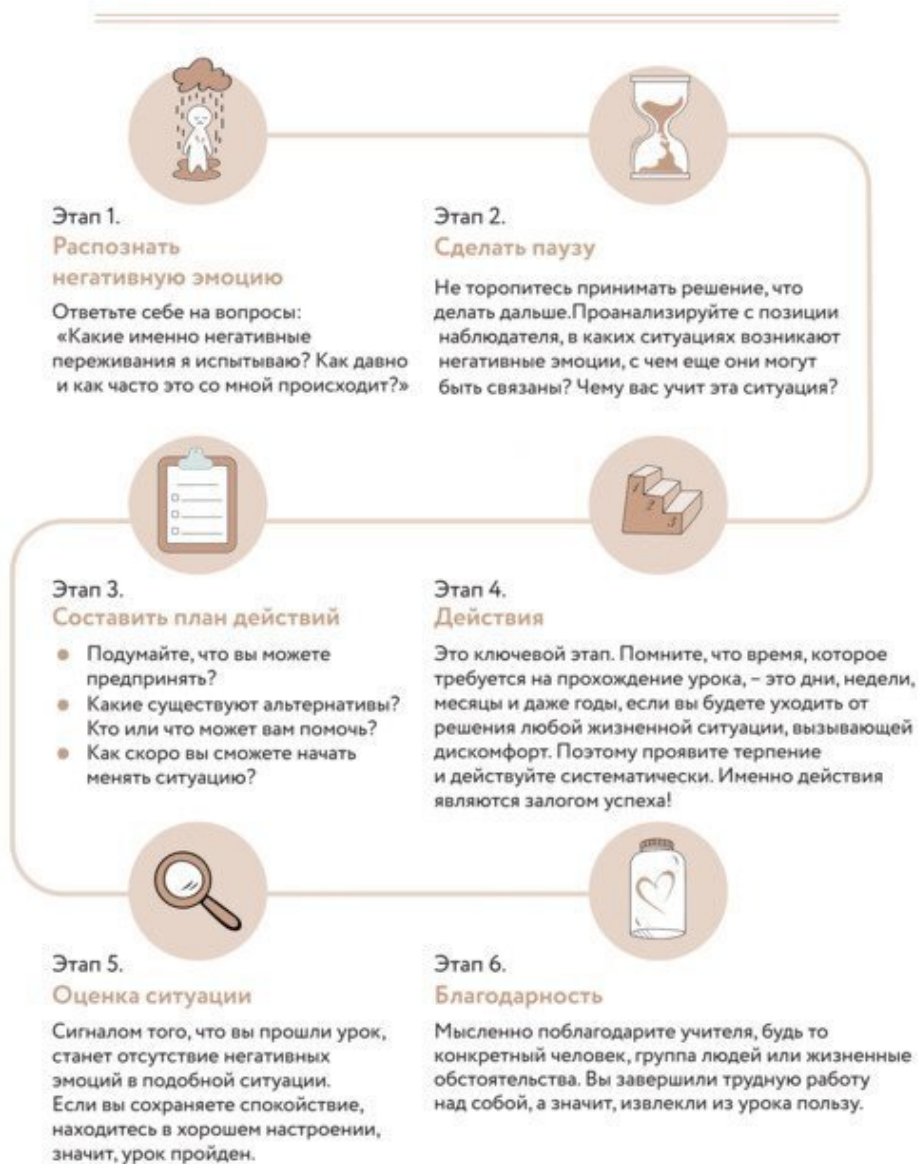 Этап 1.
Распознать
негативную эмоцию
Ответьте себе на вопросы:
«Какие именно негативные
переживания я испытываю? Как давно
и как часто это со мной происходит?»
Этап 2.
Сделать паузу
Не торопитесь принимать решение, что
делать дальше.Проанализируйте с позиции
наблюдателя, в каких ситуациях возникают
негативные эмоции, с чем еще они могут
быть связаны? Чему вас учит эта ситуация?
Этап 3.
Составить план действий
Подумайте, что вы можете
предпринять?
Какие существуют альтернативы?
Кто или что может вам помочь?
Как скоро вы сможете начать
менять ситуацию?
1
2
3
Этап 4.
Действия
Это ключевой этап. Помните, что время, которое
требуется на прохождение урока, – это дни, недели,
месяцы и даже годы, если вы будете уходить от
решения любой жизненной ситуации, вызывающей
дискомфорт. Поэтому проявите терпение
и действуйте систематически. Именно действия
являются залогом успеха!
Этап 5.
Оценка ситуации
Сигналом того, что вы прошли урок,
станет отсутствие негативных
эмоций в подобной ситуации.
Если вы сохраняете спокойствие,
находитесь в хорошем настроении,
значит, урок пройден.
Этап 6.
Благодарность
Мысленно поблагодарите учителя, будь то
конкретный человек, группа людей или жизненные
обстоятельства. Вы завершили трудную работу
над собой, а значит, извлекли из урока пользу.